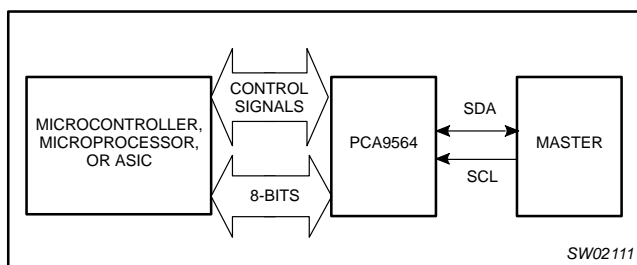 CONTROL
SIGNALS
MICROCONTROLLER,
MICROPROCESSOR,
OR ASIC
PCA9564
SDA
SCL
MASTER
8-BITS
SW02111